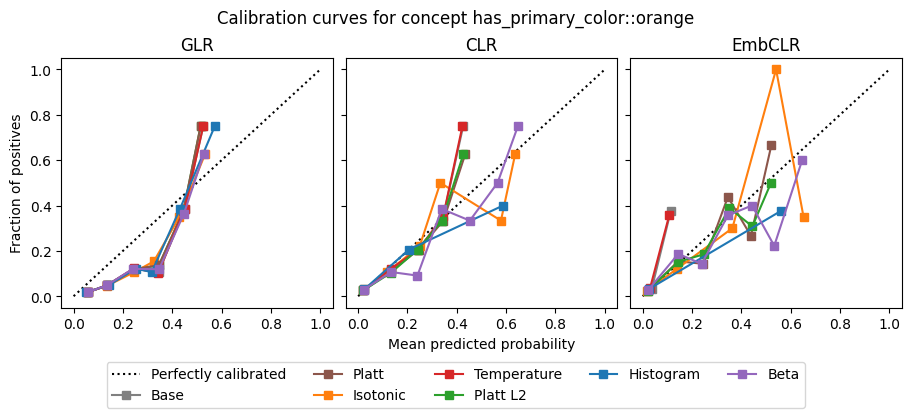 Calibration curves for concept has_primary_color::orange
GLR
CLR
EmbCLR
Fraction of positives
1.0
0.8
0.6
0.4
0.2
0.0
0.0 0.2 0.4 0.6 0.8 1.0
0.0 0.2 0.4 0.6 0.8 1.0
0.0 0.2 0.4 0.6 0.8 1.0
Mean predicted probability
Perfectly calibrated
Base
Platt
Isotonic
Temperature
Platt L2
Histogram
Beta